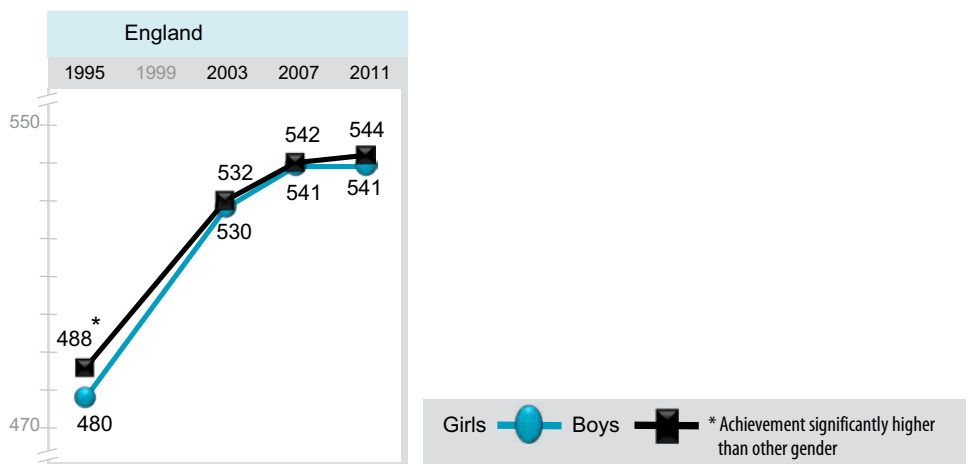 England
1995 1999 2003 2007 2011
550
542 544
532
541 541
530
488*
480
470
Girls Boys * Achievement significantly higher
than other gender